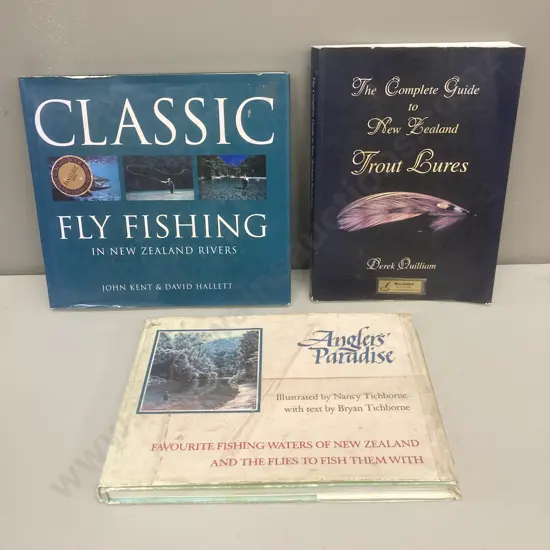 CLASSIC
FLY FISHING
IN NEW ZEALAND RIVERS
JOHN KENT & DAVID HALLETT
The Complete Guide
to
New Zealand
Trout Lures
Derek Quilliam
Anglers'
Paradise
Illustrated by Nancy Tichborne
with text by Bryan Tichborne
FAVOURITE FISHING WATERS OF NEW ZEALAND
AND THE FLIES TO FISH THEM WITH